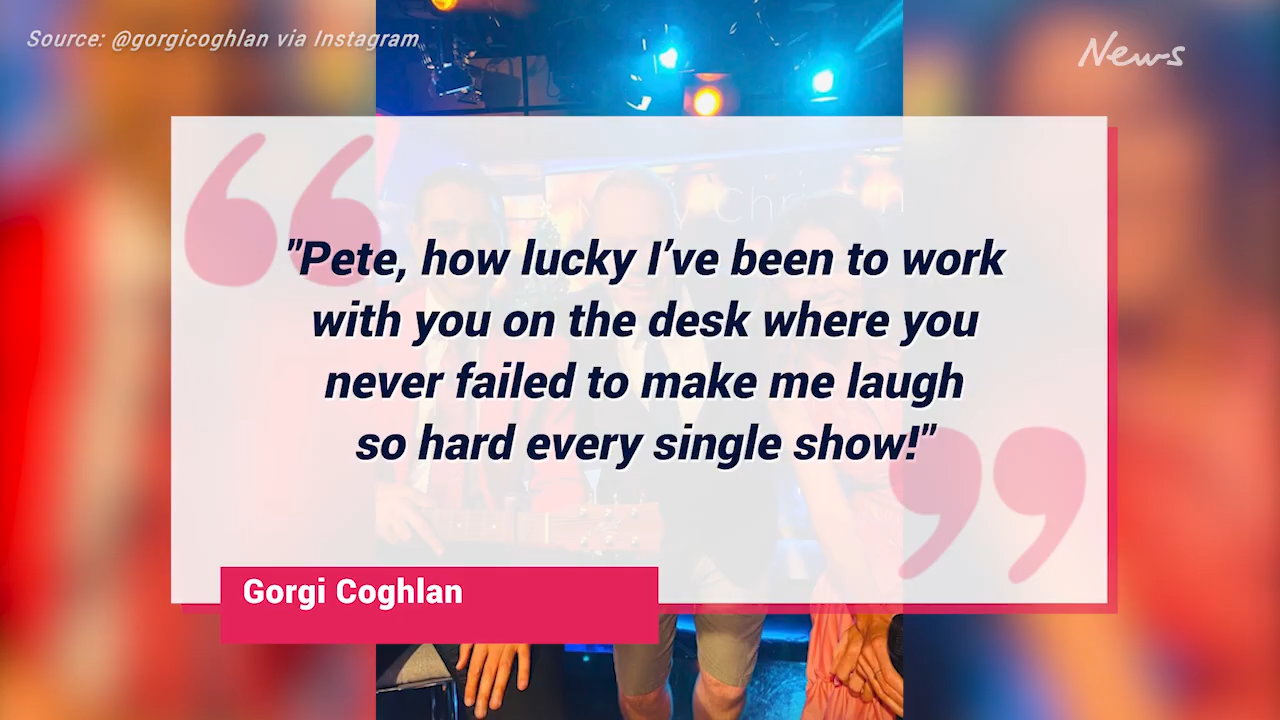 Source: @gorgicoghlan via Instagram
News
"Pete, how lucky I’ve been to work
with you on the desk where you
never failed to make me laugh
so hard every single show!"
Gorgi Coghlan